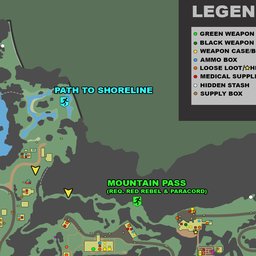 LEGEN
GREEN WEAPON
BLACK WEAPON
WEAPON CASE/B
AMMO BOX
LOOSE LOOT/
MEDICAL SUPPLI
HIDDEN STASH
SUPPLY BOX
PATH TO SHORELINE
MOUNTAIN PASS
(REQ. RED REBEL & PARACORD)